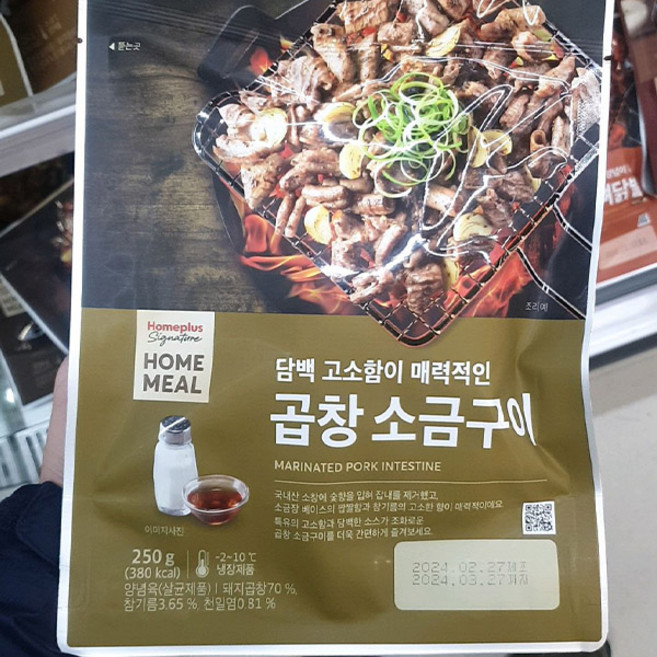 ◀ 뜯는곳
조리예
Homeplus
Signature
HOME
MEAL
담백 고소함이 매력적인
곱창 소금구이
MARINATED PORK INTESTINE
국내산 소창에 숯향을 입혀 잡내를 제거했고,
소금장 베이스의 짭짤함과 참기름의 고소한 향이 매력적이에요.
특유의 고소함과 담백한 소스가 조화로운
곱창 소금구이를 더욱 간편하게 즐겨보세요.
이미지사진
250 g
(380 kcal)
-2~10 ℃
냉장제품
양념육(살균제품) | 돼지곱창70 %,
참기름3.65 %, 천일염0.81 %
2024.02.27제조
2024.03.27까지